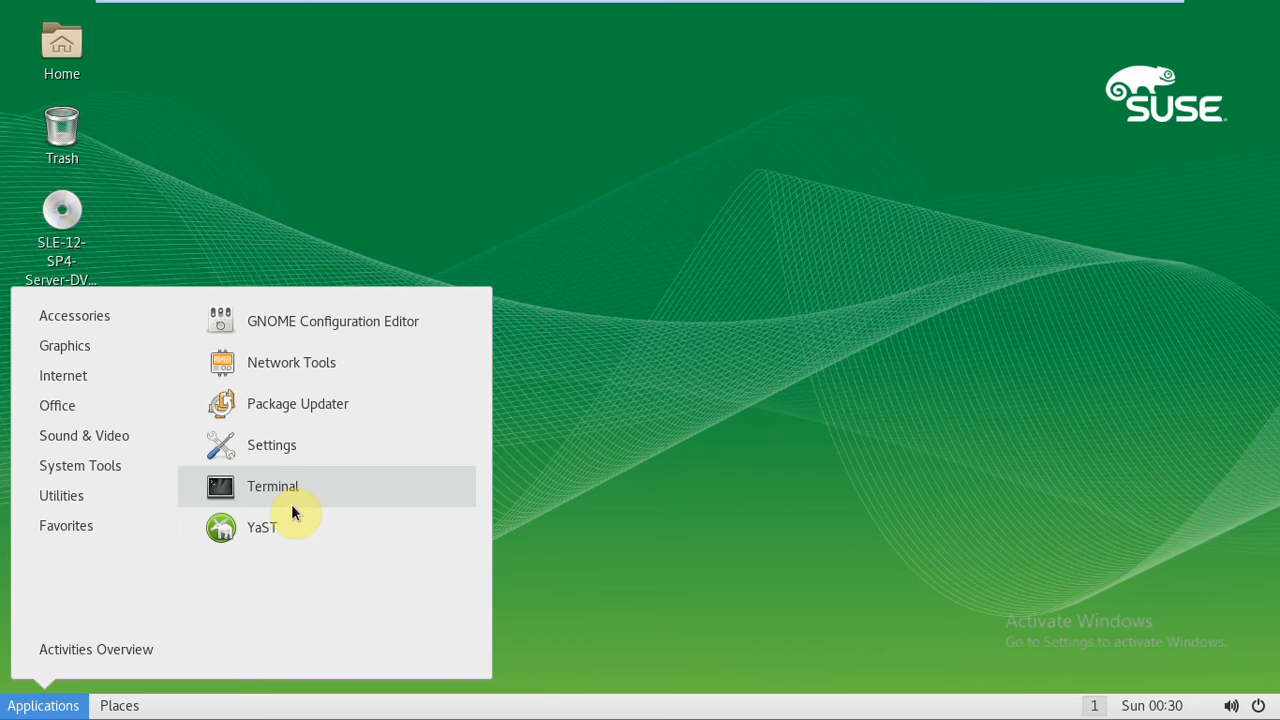 Home
Trash
SLE-12-
SP4-
Server-DV...
SUSE
Accessories
Graphics
Internet
Office
Sound & Video
System Tools
Utilities
Favorites
Activities Overview
GNOME Configuration Editor
Network Tools
Package Updater
Settings
Terminal
YaST
Activate Windows
Go to Settings to activate Windows.
Applications
Places
1
Sun 00:30